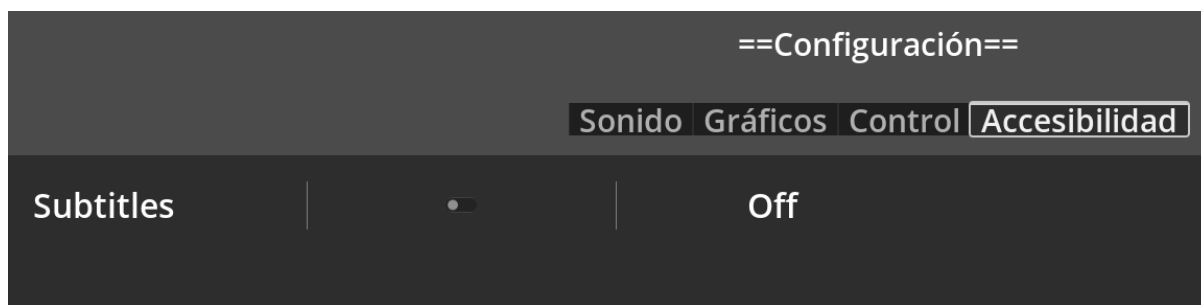 ==Configuración==
Sonido Gráficos Control Accesibilidad
Subtitles Off